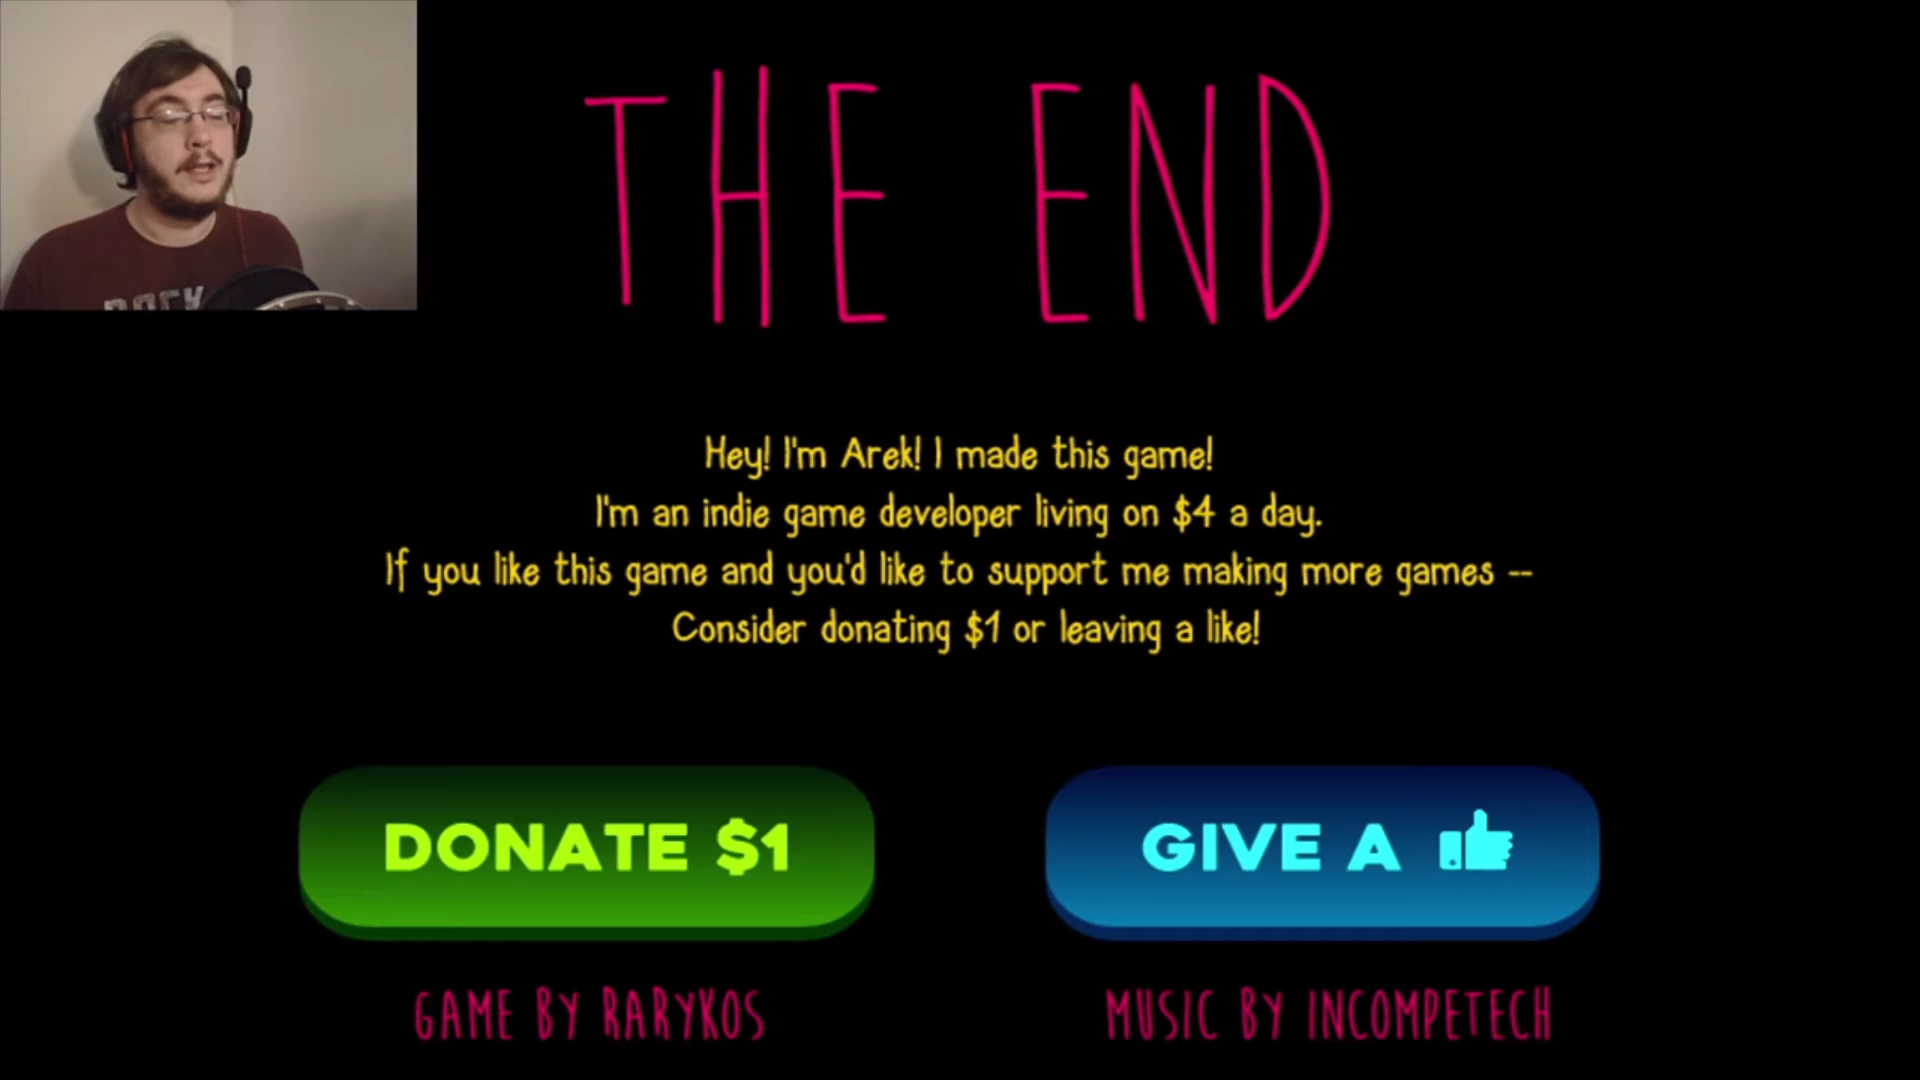 THE END
Hey! I'm Arek! I made this game!
I'm an indie game developer living on $4 a day.
If you like this game and you'd like to support me making more games --
Consider donating $1 or leaving a like!
DONATE $1
GIVE A
GAME BY RARYKOS
MUSIC BY INCOMPETECH